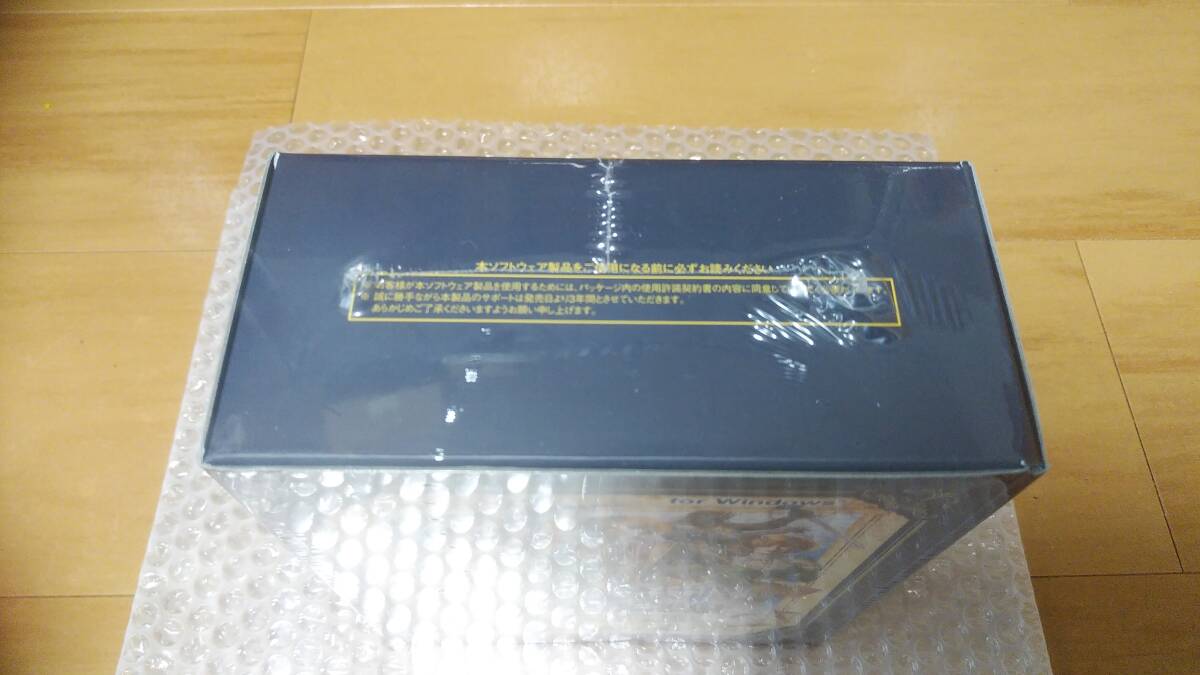 本ソフトウェア製品をご使用になる前に必ずお読みください
お客様が本ソフトウェア製品を使用するためには、パッケージ内の使用許諾契約書の内容に同意して
誠に勝手ながら本製品のサポートは発売日より3年間とさせていただきます。
あらかじめご了承くださいますようお願い申し上げます。
for Windows